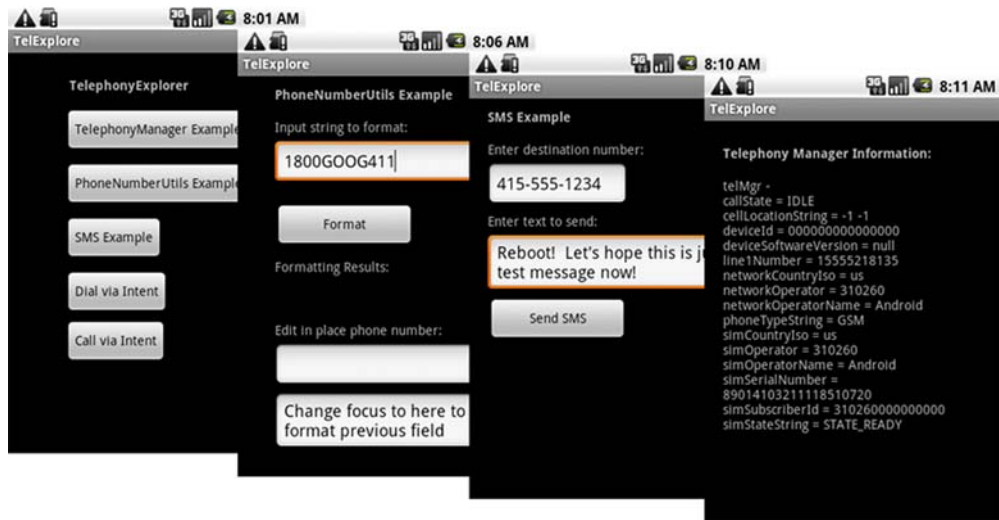 8:01 AM
TelExplore
TelephonyExplorer
TelephonyManager Example
PhoneNumberUtils Example
SMS Example
Dial via Intent
Call via Intent
3G
8:06 AM
TelExplore
PhoneNumberUtils Example
Input string to format:
1800GOOG411
Format
Formatting Results:
Edit in place phone number:
Change focus to here to
format previous field
3G
8:10 AM
TelExplore
SMS Example
Enter destination number:
415-555-1234
Enter text to send:
Reboot! Let's hope this is
test message now!
Send SMS
3G
8:11 AM
TelExplore
Telephony Manager Information:
telMgr -
callState = IDLE
cellLocationString = -1 -1
deviceId = 000000000000000
deviceSoftwareVersion = null
line1Number = 15555218135
networkCountryIso = us
networkOperator = 310260
networkOperatorName = Android
phoneTypeString = GSM
simCountryIso = us
simOperator = 310260
simOperatorName = Android
simSerialNumber =
89014103211118510720
simSubscriberId = 310260000000000
simStateString = STATE_READY